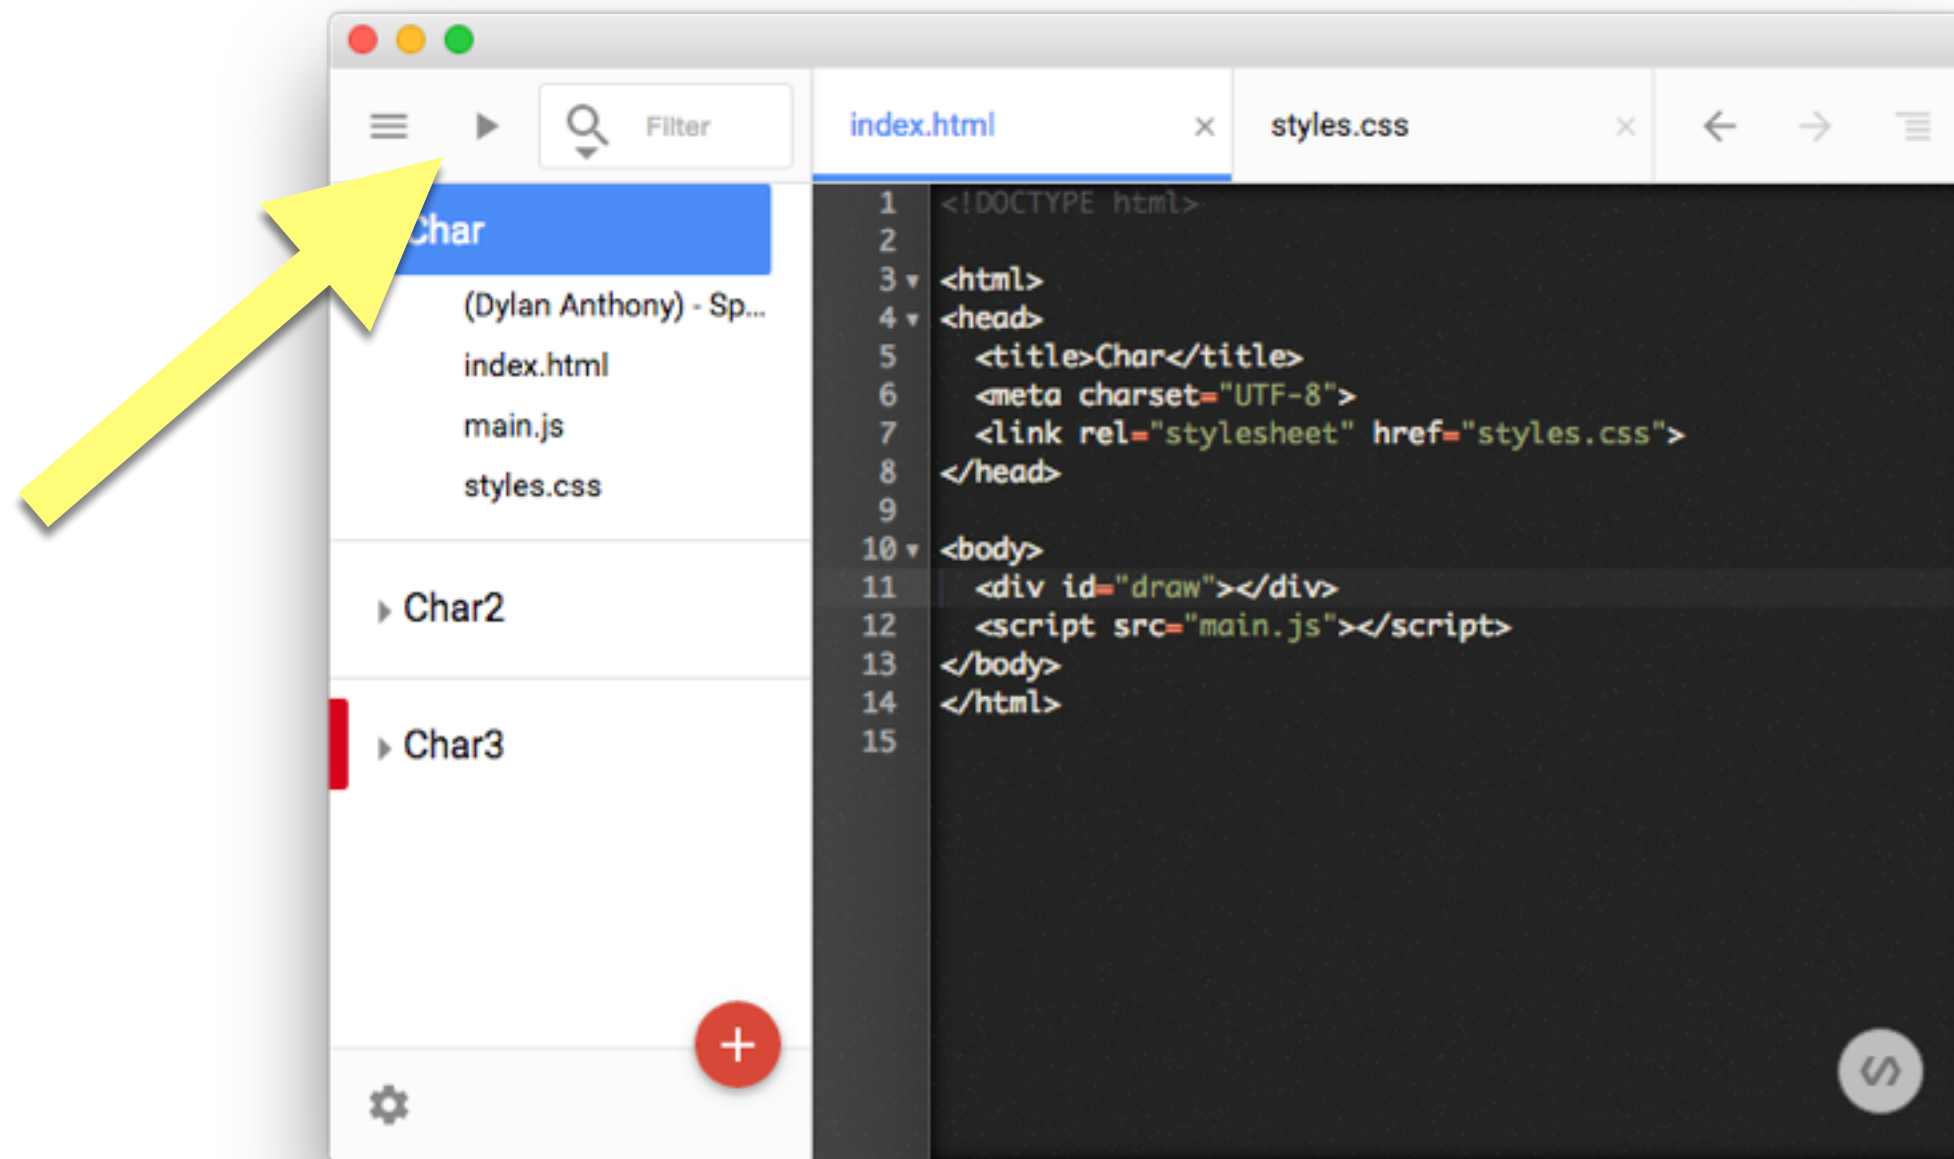 Filter
index.html
styles.css
Char
(Dylan Anthony) - Sp...
index.html
main.js
styles.css
Char2
Char3
1 <!DOCTYPE html>
2
3 <html>
4 <head>
5 <title>Char</title>
6 <meta charset="UTF-8">
7 <link rel="stylesheet" href="styles.css">
8 </head>
9
10 <body>
11 <div id="draw"></div>
12 <script src="main.js"></script>
13 </body>
14 </html>
15